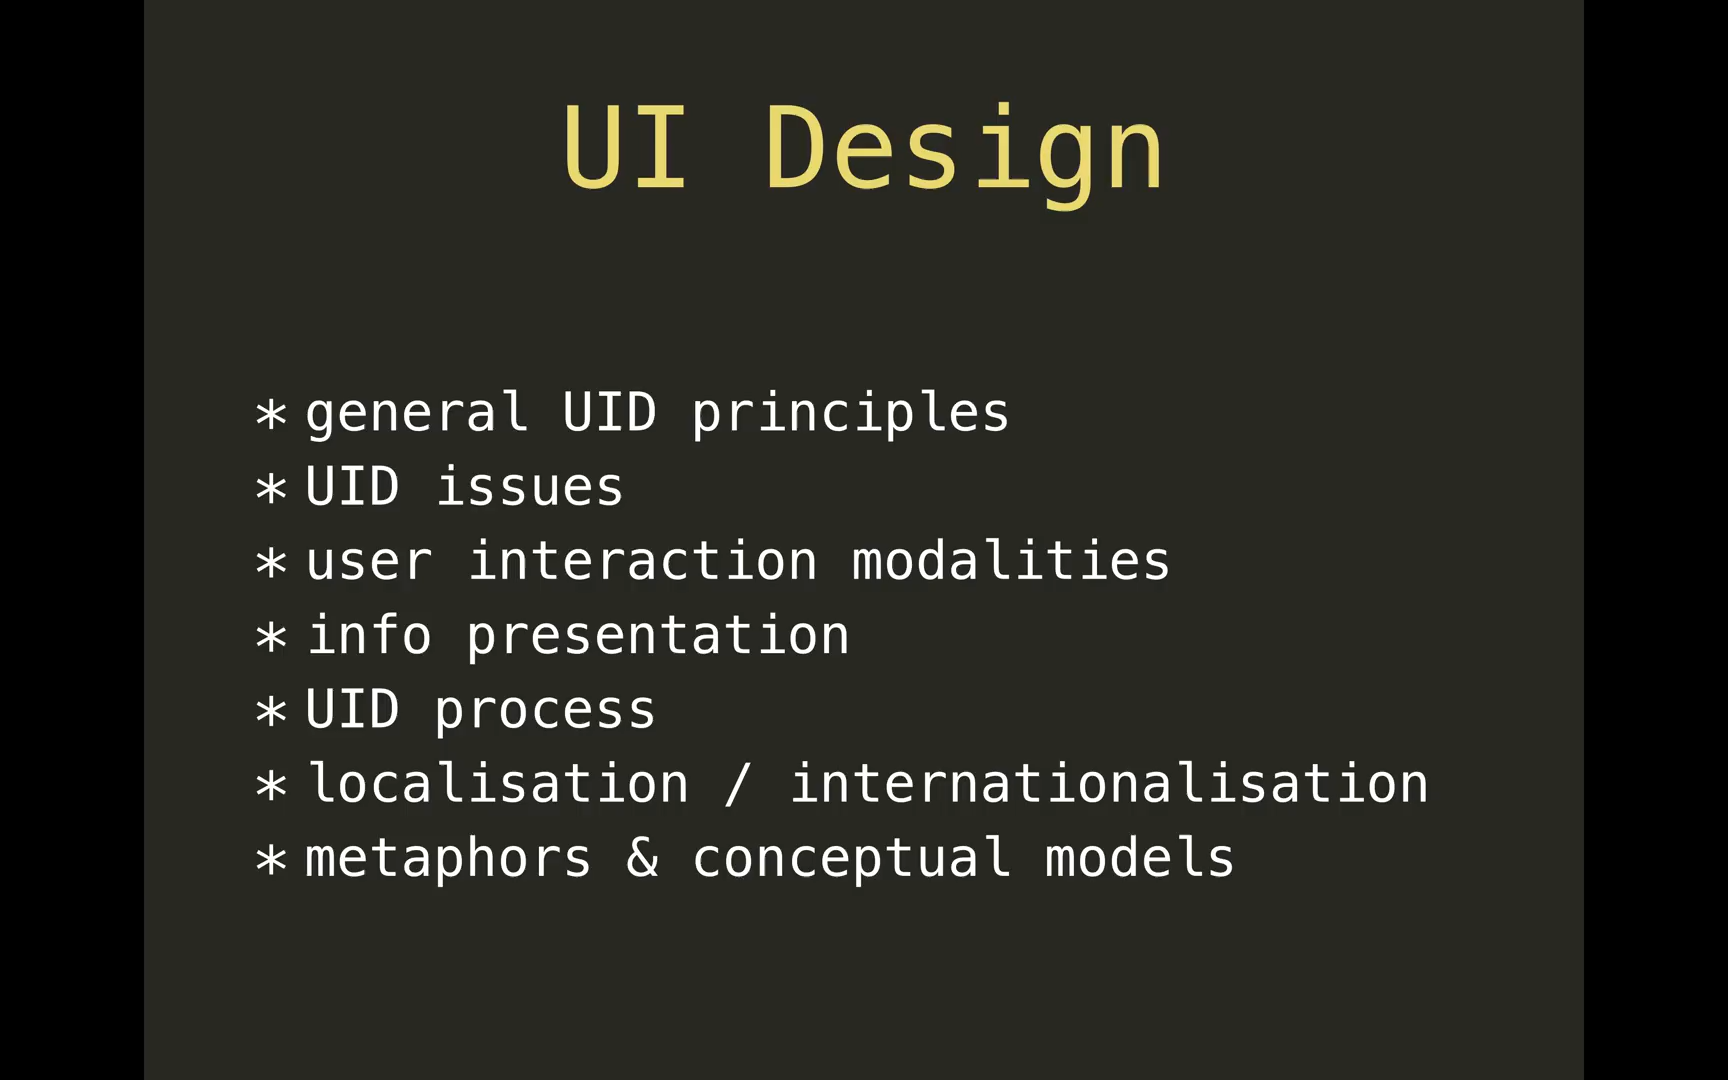 UI Design
* general UID principles
* UID issues
* user interaction modalities
* info presentation
* UID process
* localisation / internationalisation
* metaphors & conceptual models